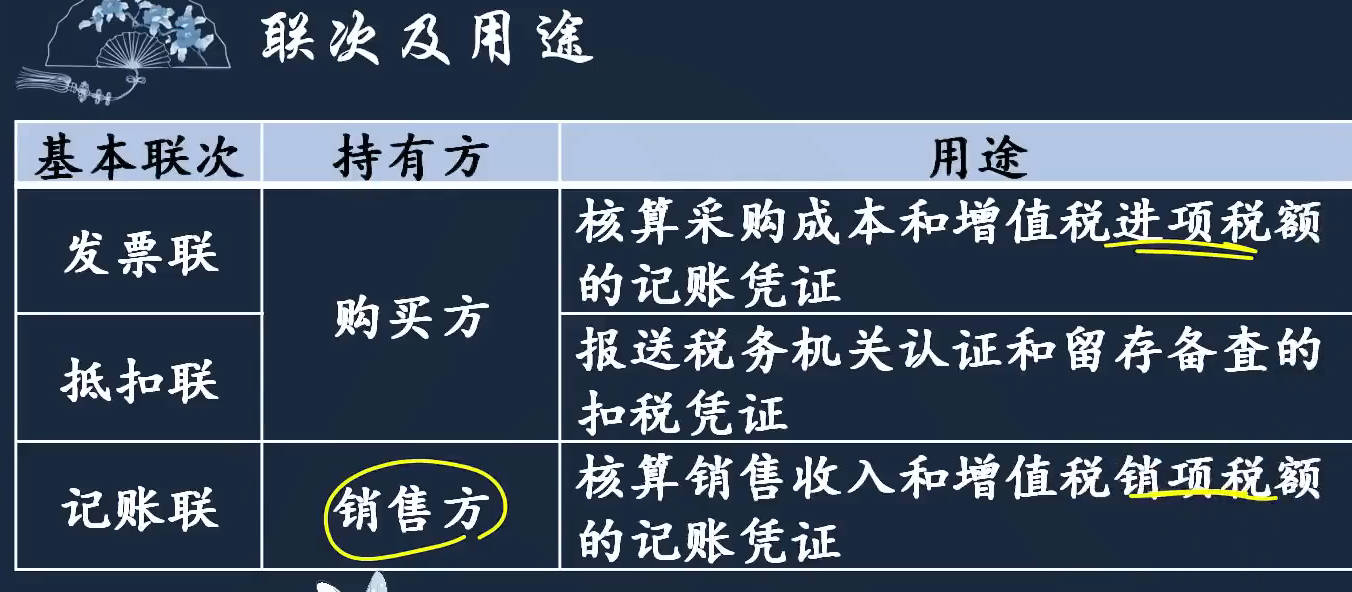 联次及用途
基本联次 持有方 用途
发票联 购买方 核算采购成本和增值税进项税额
的记账凭证
抵扣联 报送税务机关认证和留存备查的
扣税凭证
记账联 销售方 核算销售收入和增值税销项税额
的记账凭证